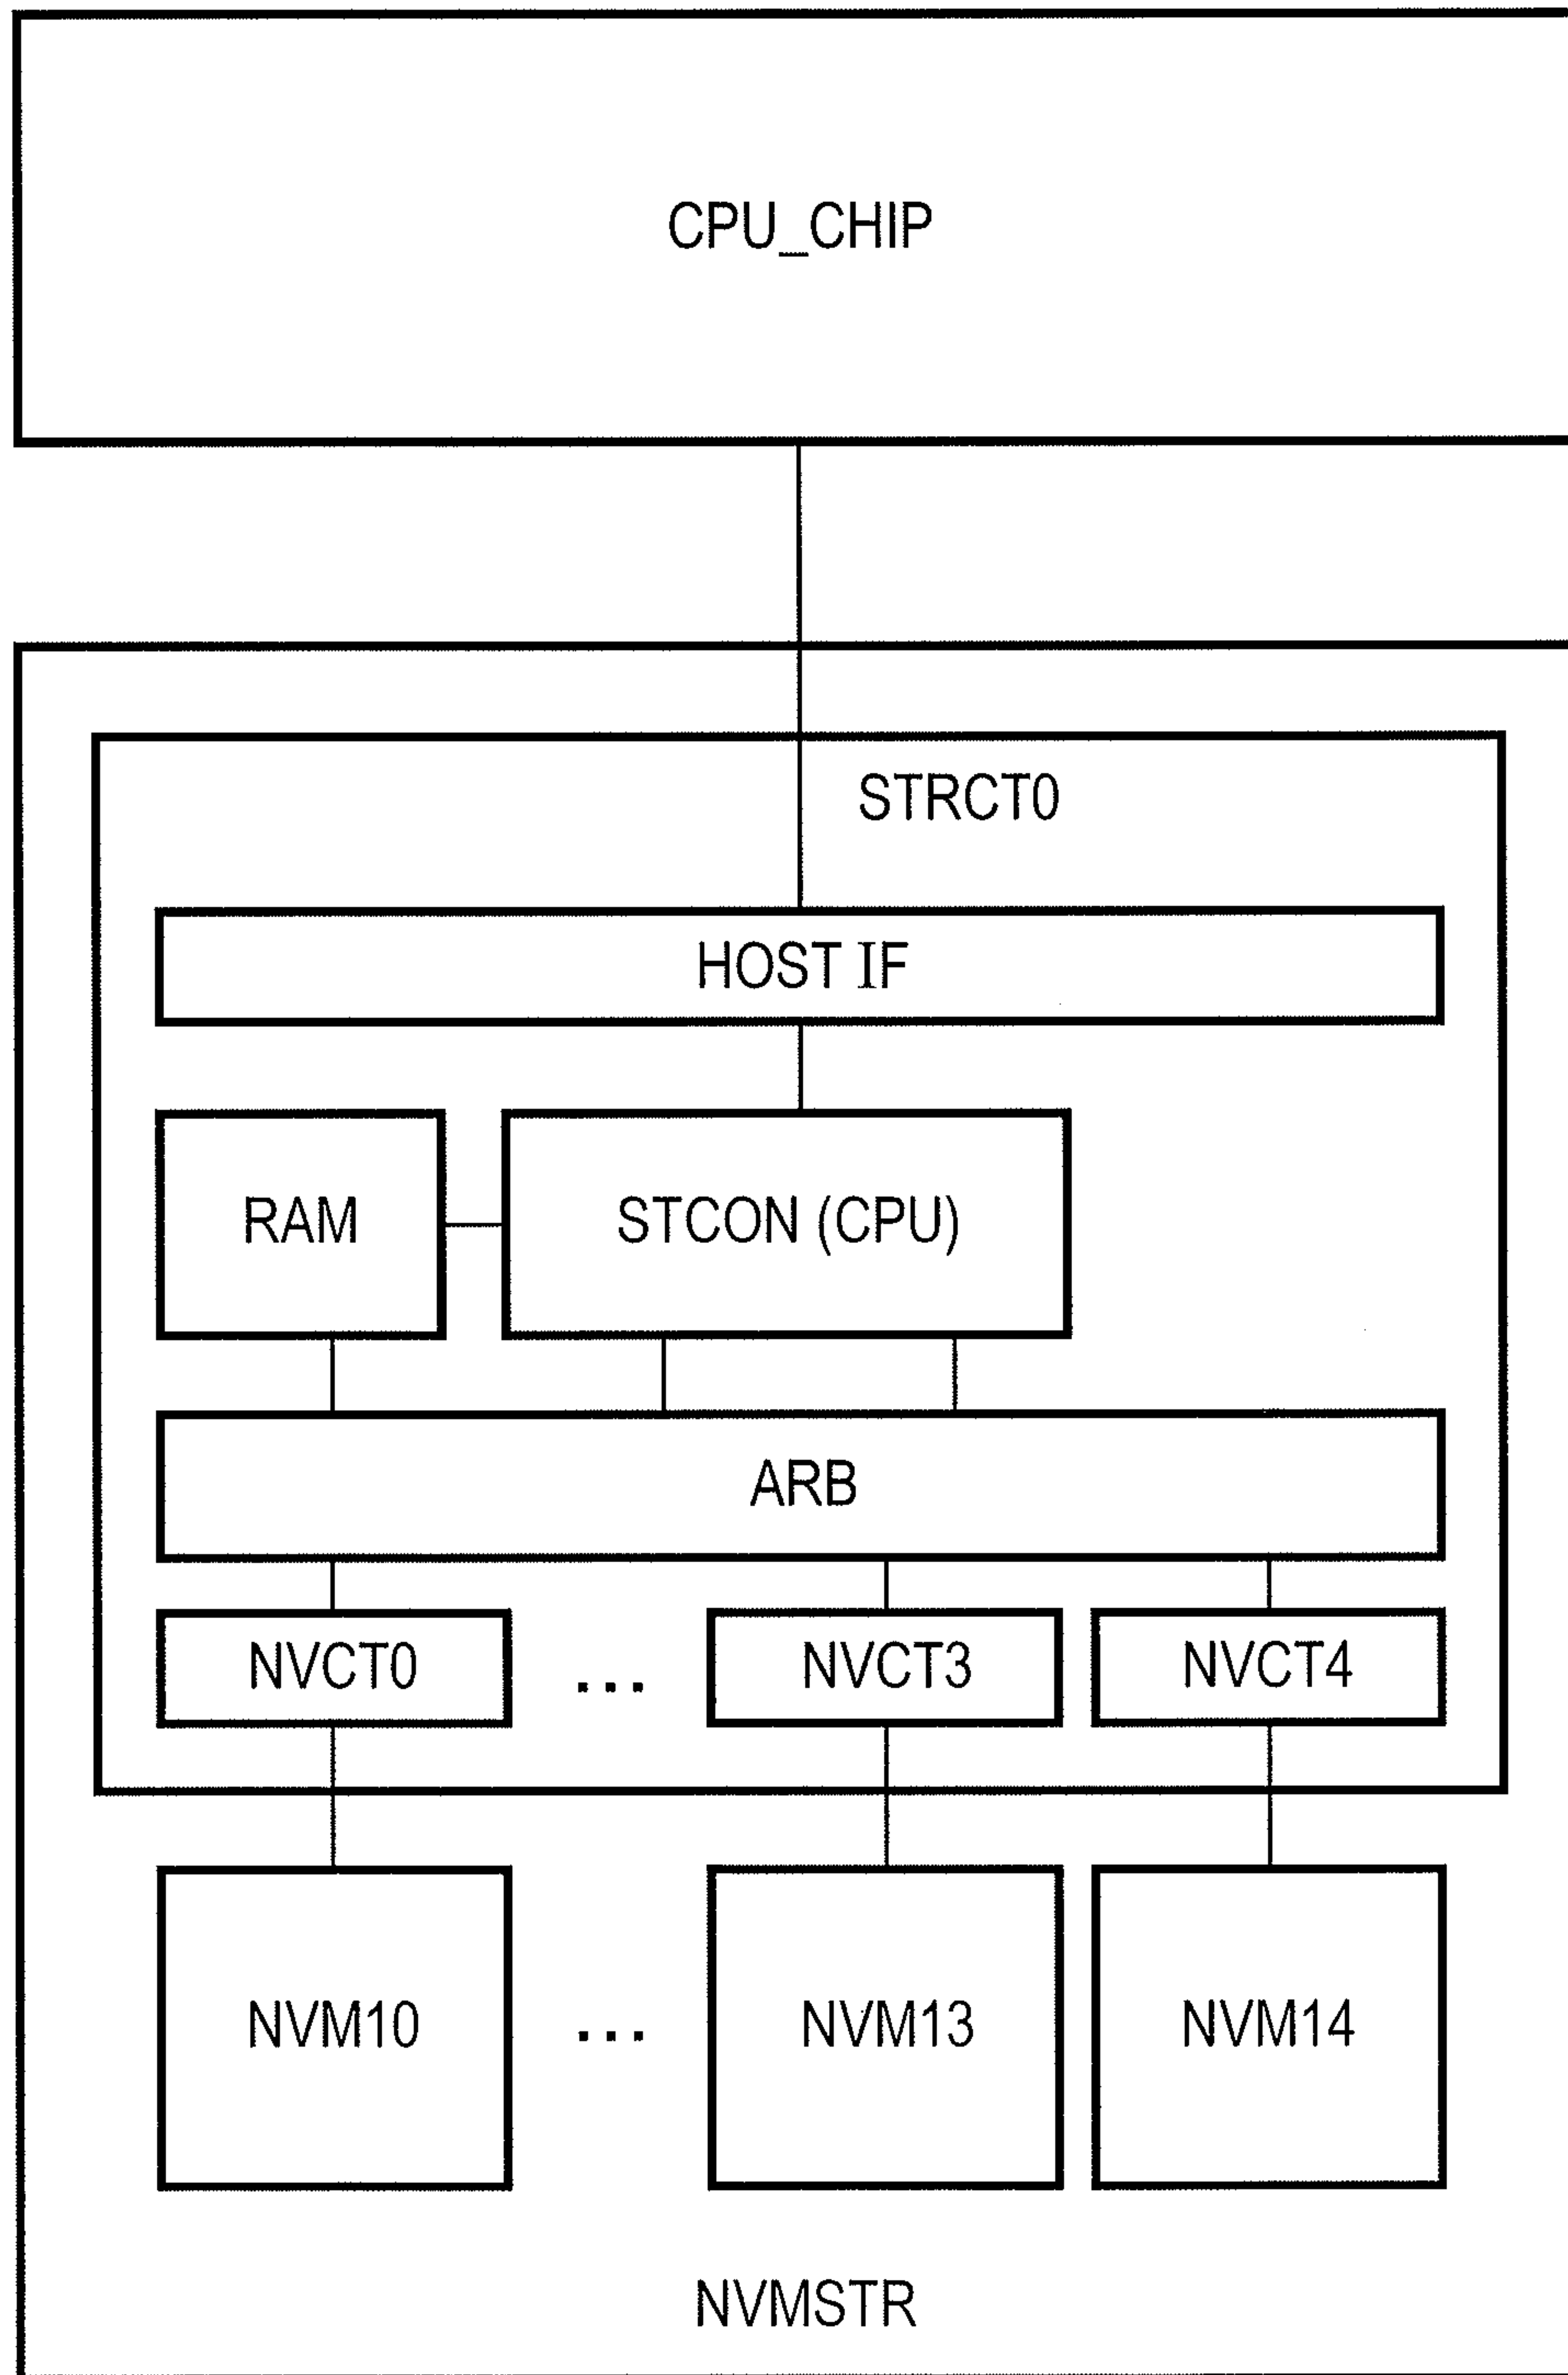 CPU_CHIP
STRCT0
HOST IF
RAM
STCON (CPU)
ARB
NVCT0
...
NVCT3
NVCT4
NVM10
...
NVM13
NVM14
NVMSTR